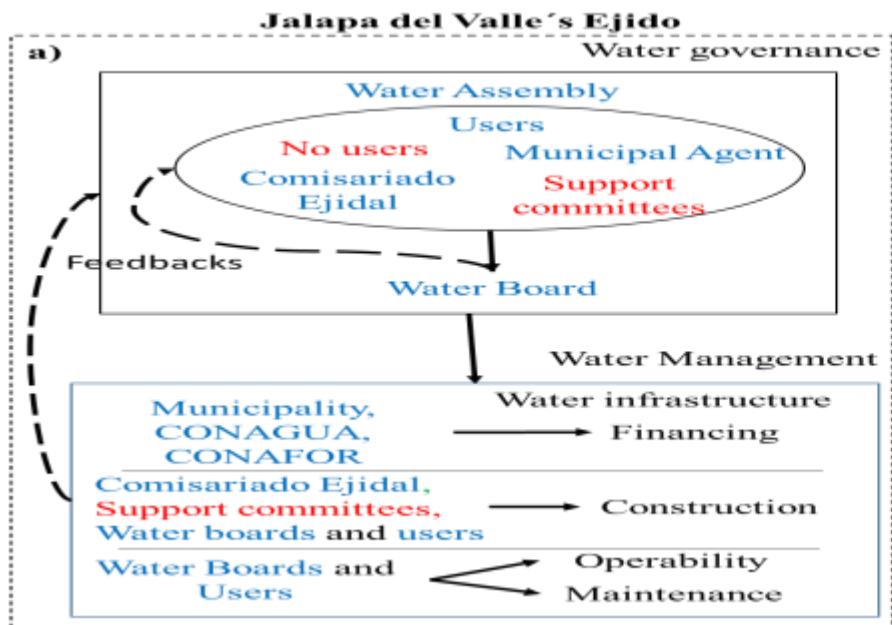 Jalapa del Valle´s Ejido
a)
Water governance
Water Assembly
Users
No users
Municipal Agent
Comisariado
Ejidal
Support
committees
Feedbacks
Water Board
Water Management
Water infrastructure
Municipality,
CONAGUA,
CONAFOR
Financing
Comisariado Ejidal,
Support committees,
Water boards and users
Construction
Water Boards and
Users
Operability
Maintenance